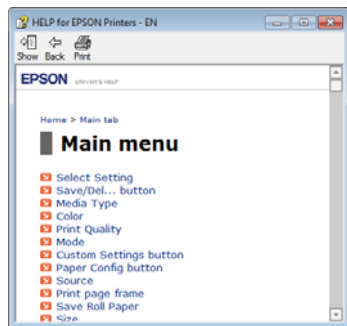 HELP for EPSON Printers - EN
Show Back Print
EPSON DRIVER'S HELP
Home > Main tab
Main menu
Select Setting
Save/Del... button
Media Type
Color
Print Quality
Mode
Custom Settings button
Paper Config button
Source
Print page frame
Save Roll Paper
Size